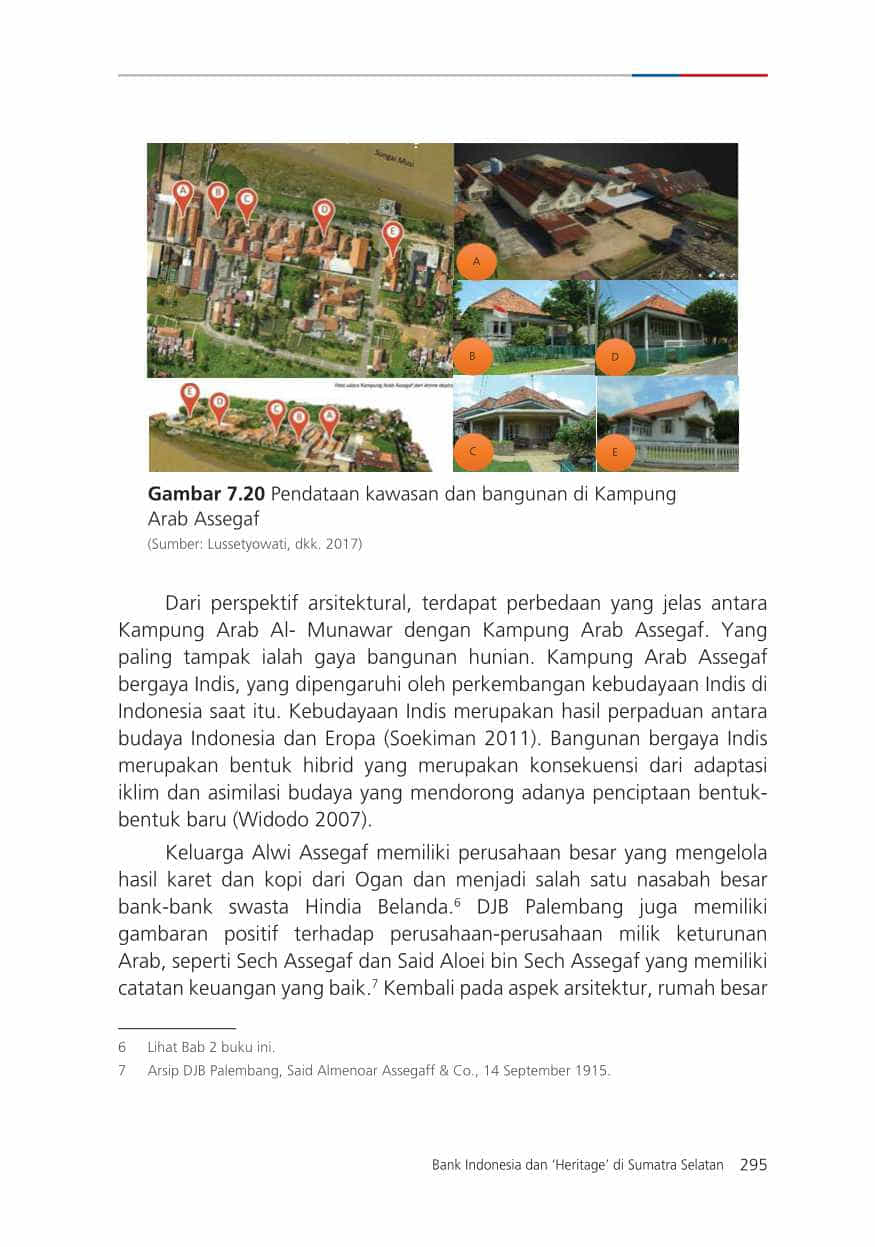 Sungai Musi
A
B
C
D
E
A
B
D
Foto udara Kampung Arab Assegaf dari
E
D
C
B
A
C
E
Gambar 7.20 Pendataan kawasan dan bangunan di Kampung
Arab Assegaf
(Sumber: Lussetyowati, dkk. 2017)
Dari perspektif arsitektural, terdapat perbedaan yang jelas antara
Kampung Arab Al- Munawar dengan Kampung Arab Assegaf. Yang
paling tampak ialah gaya bangunan hunian. Kampung Arab Assegaf
bergaya Indis, yang dipengaruhi oleh perkembangan kebudayaan Indis di
Indonesia saat itu. Kebudayaan Indis merupakan hasil perpaduan antara
budaya Indonesia dan Eropa (Soekiman 2011). Bangunan bergaya Indis
merupakan bentuk hibrid yang merupakan konsekuensi dari adaptasi
iklim dan asimilasi budaya yang mendorong adanya penciptaan bentuk-
bentuk baru (Widodo 2007).
Keluarga Alwi Assegaf memiliki perusahaan besar yang mengelola
hasil karet dan kopi dari Ogan dan menjadi salah satu nasabah besar
bank-bank swasta Hindia Belanda.6 DJB Palembang juga memiliki
gambaran positif terhadap perusahaan-perusahaan milik keturunan
Arab, seperti Sech Assegaf dan Said Aloei bin Sech Assegaf yang memiliki
catatan keuangan yang baik.7 Kembali pada aspek arsitektur, rumah besar
6 Lihat Bab 2 buku ini.
7 Arsip DJB Palembang, Said Almenoar Assegaff & Co., 14 September 1915.
Bank Indonesia dan ‘Heritage’ di Sumatra Selatan 295